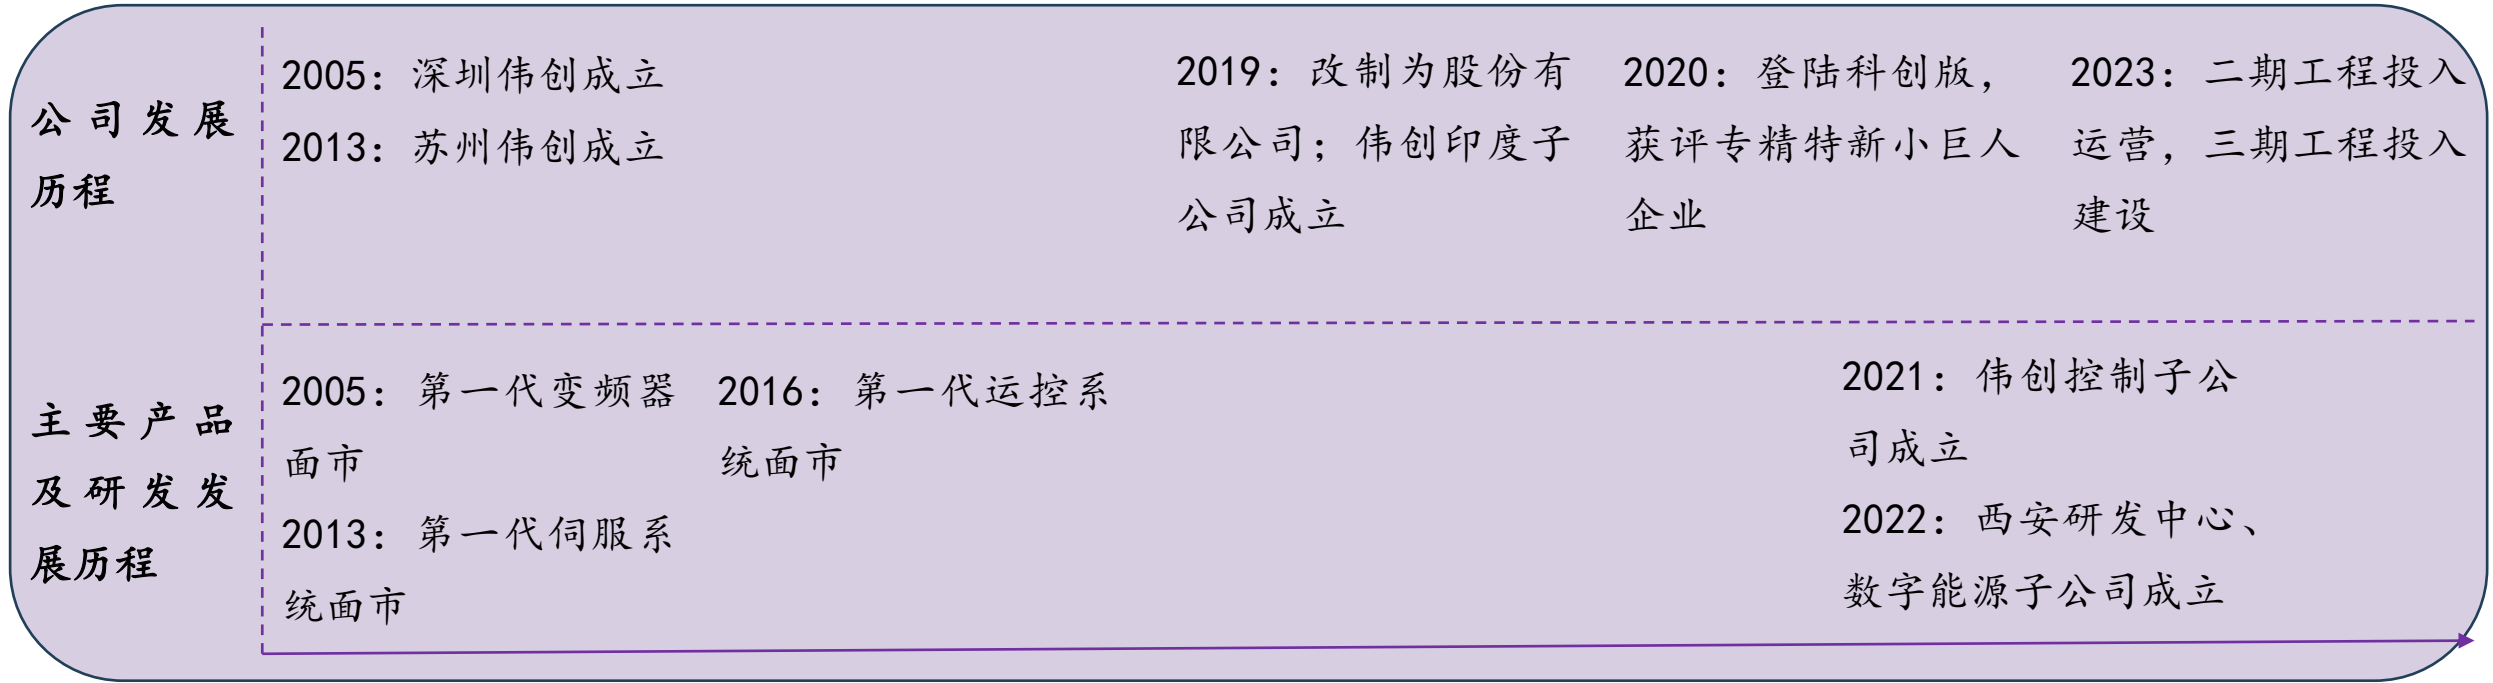 公司发展
历程
2005：深圳伟创成立
2013：苏州伟创成立
2019：改制为股份有
限公司；伟创印度子
公司成立
2020：登陆科创版，
获评专精特新小巨人
企业
2023：二期工程投入
运营，三期工程投入
建设
主要产品
及研发发
展历程
2005：第一代变频器
面市
2013：第一代伺服系
统面市
2016：第一代运控系
统面市
2021：伟创控制子公
司成立
2022：西安研发中心、
数字能源子公司成立